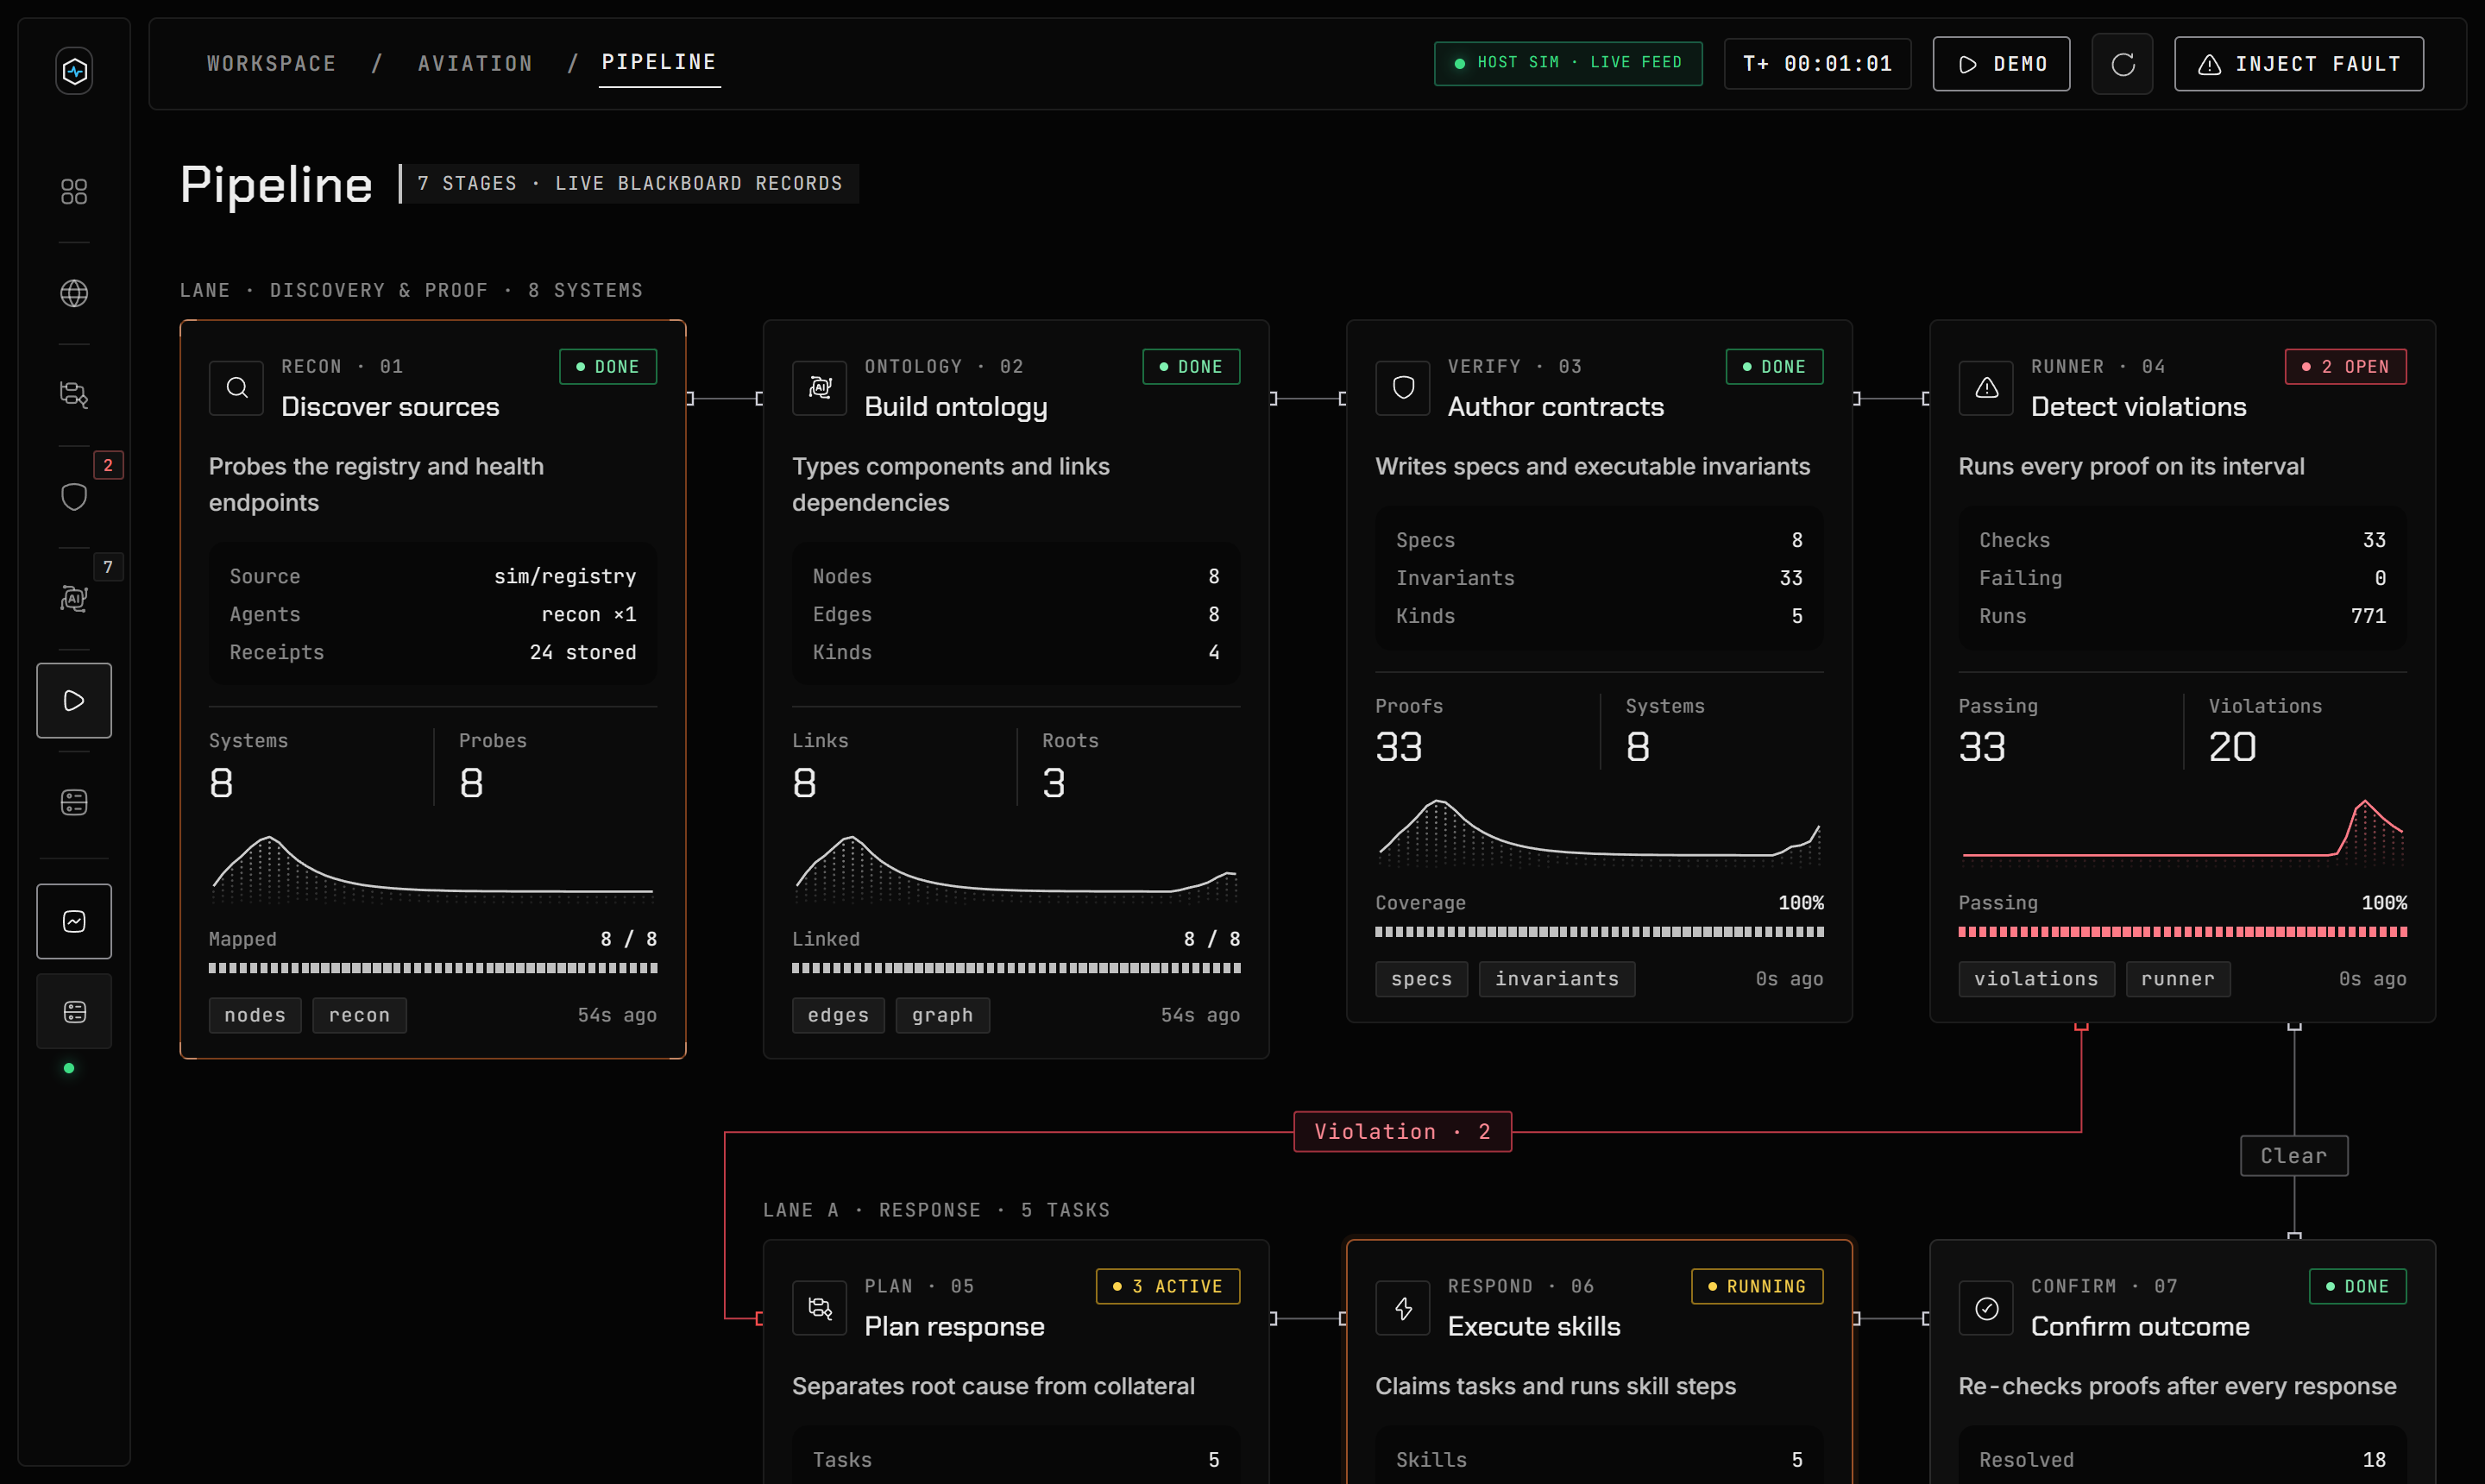 WORKSPACE / AVIATION / PIPELINE
HOST SIM · LIVE FEED
T+ 00:01:01
DEMO
INJECT FAULT
Pipeline
7 STAGES · LIVE BLACKBOARD RECORDS
2
7
AI
LANE · DISCOVERY & PROOF · 8 SYSTEMS
RECON · 01
DONE
Discover sources
Probes the registry and health
endpoints
Source sim/registry
Agents recon ×1
Receipts 24 stored
Systems Probes
8 8
Mapped 8 / 8
nodes recon 54s ago
AI
ONTOLOGY · 02
DONE
Build ontology
Types components and links
dependencies
Nodes 8
Edges 8
Kinds 4
Links Roots
8 3
Linked 8 / 8
edges graph 54s ago
VERIFY · 03
DONE
Author contracts
Writes specs and executable invariants
Specs 8
Invariants 33
Kinds 5
Proofs Systems
33 8
Coverage 100%
specs invariants 0s ago
RUNNER · 04
2 OPEN
Detect violations
Runs every proof on its interval
Checks 33
Failing 0
Runs 771
Passing Violations
33 20
Passing 100%
violations runner 0s ago
Violation · 2
Clear
LANE A · RESPONSE · 5 TASKS
PLAN · 05
3 ACTIVE
Plan response
Separates root cause from collateral
Tasks 5
RESPOND · 06
RUNNING
Execute skills
Claims tasks and runs skill steps
Skills 5
CONFIRM · 07
DONE
Confirm outcome
Re-checks proofs after every response
Resolved 18